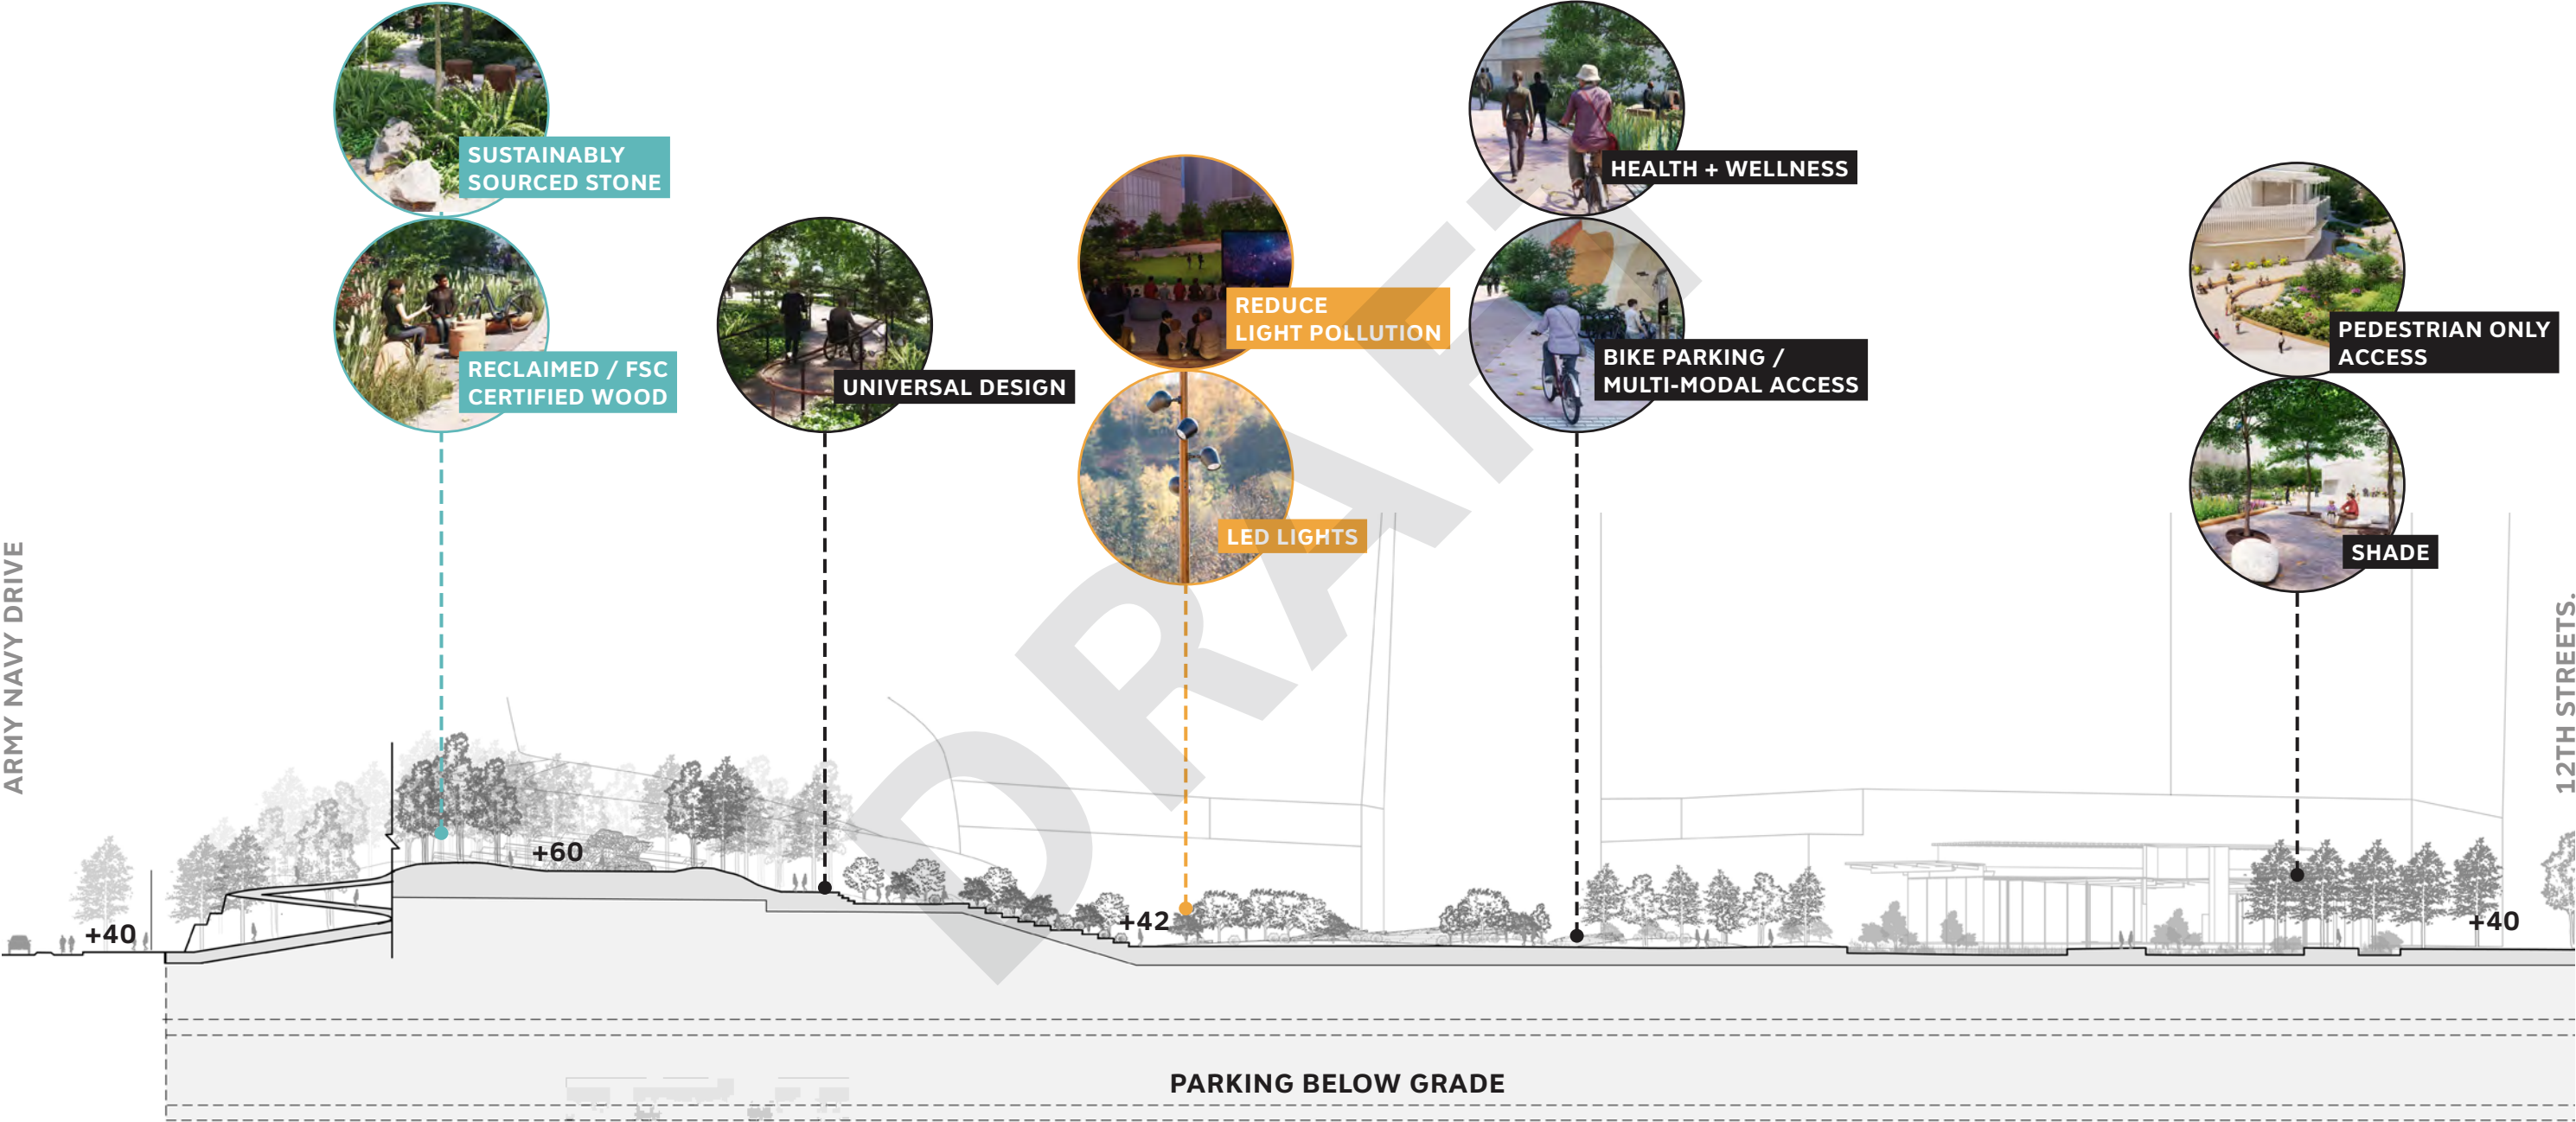 SUSTAINABLY
SOURCED STONE
RECLAIMED / FSC
CERTIFIED WOOD
UNIVERSAL DESIGN
REDUCE
LIGHT POLLUTION
LED LIGHTS
HEALTH + WELLNESS
BIKE PARKING /
MULTI-MODAL ACCESS
PEDESTRIAN ONLY
ACCESS
SHADE
ARMY NAVY DRIVE
12TH STREETS.
DRAFT
+40
+60
+42
+40
PARKING BELOW GRADE